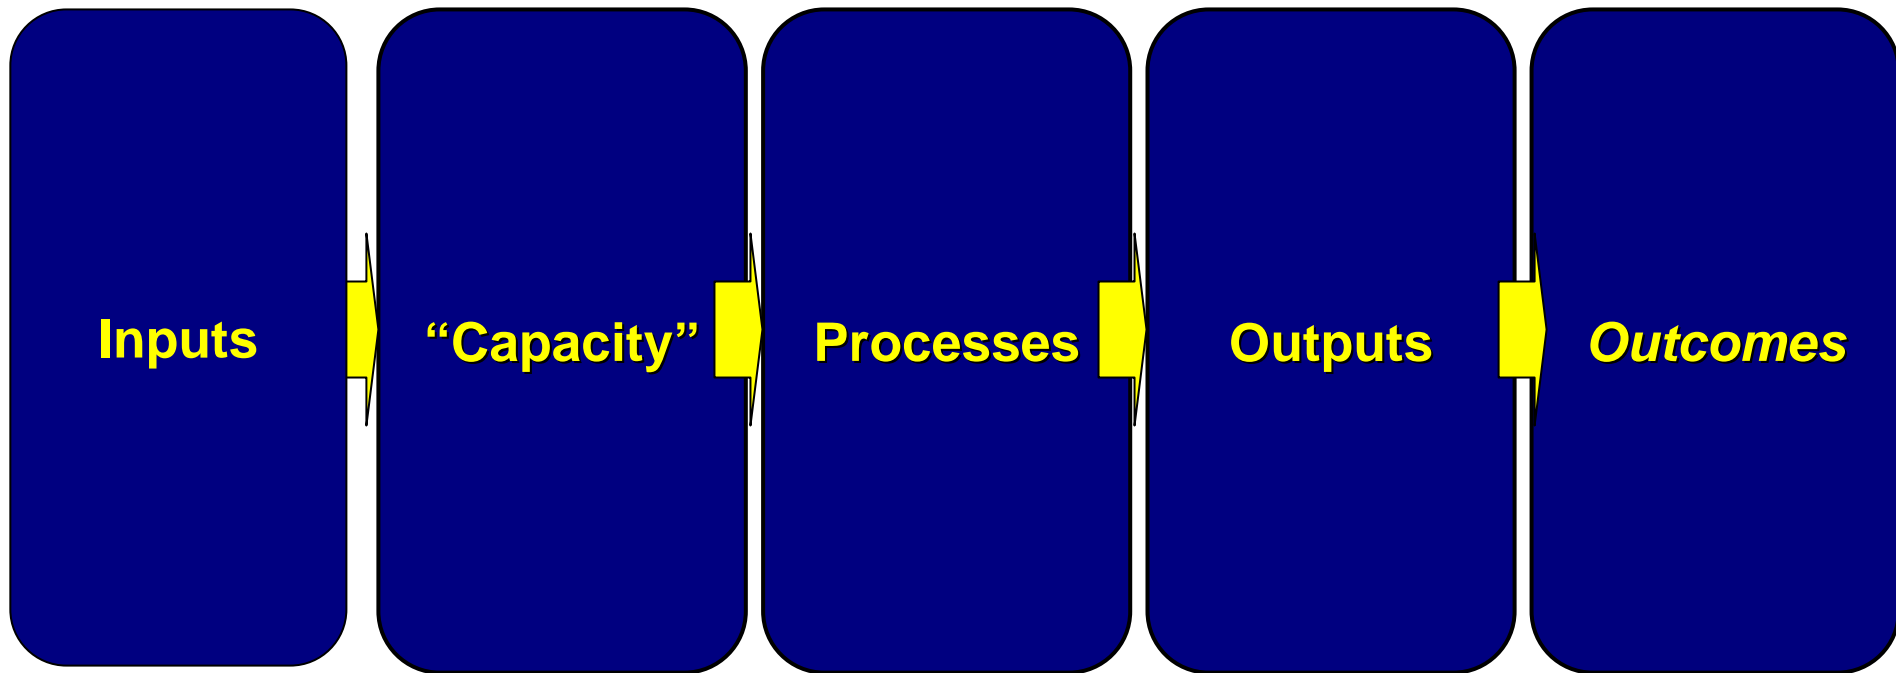 Inputs
“Capacity”
Processes
Outputs
Outcomes